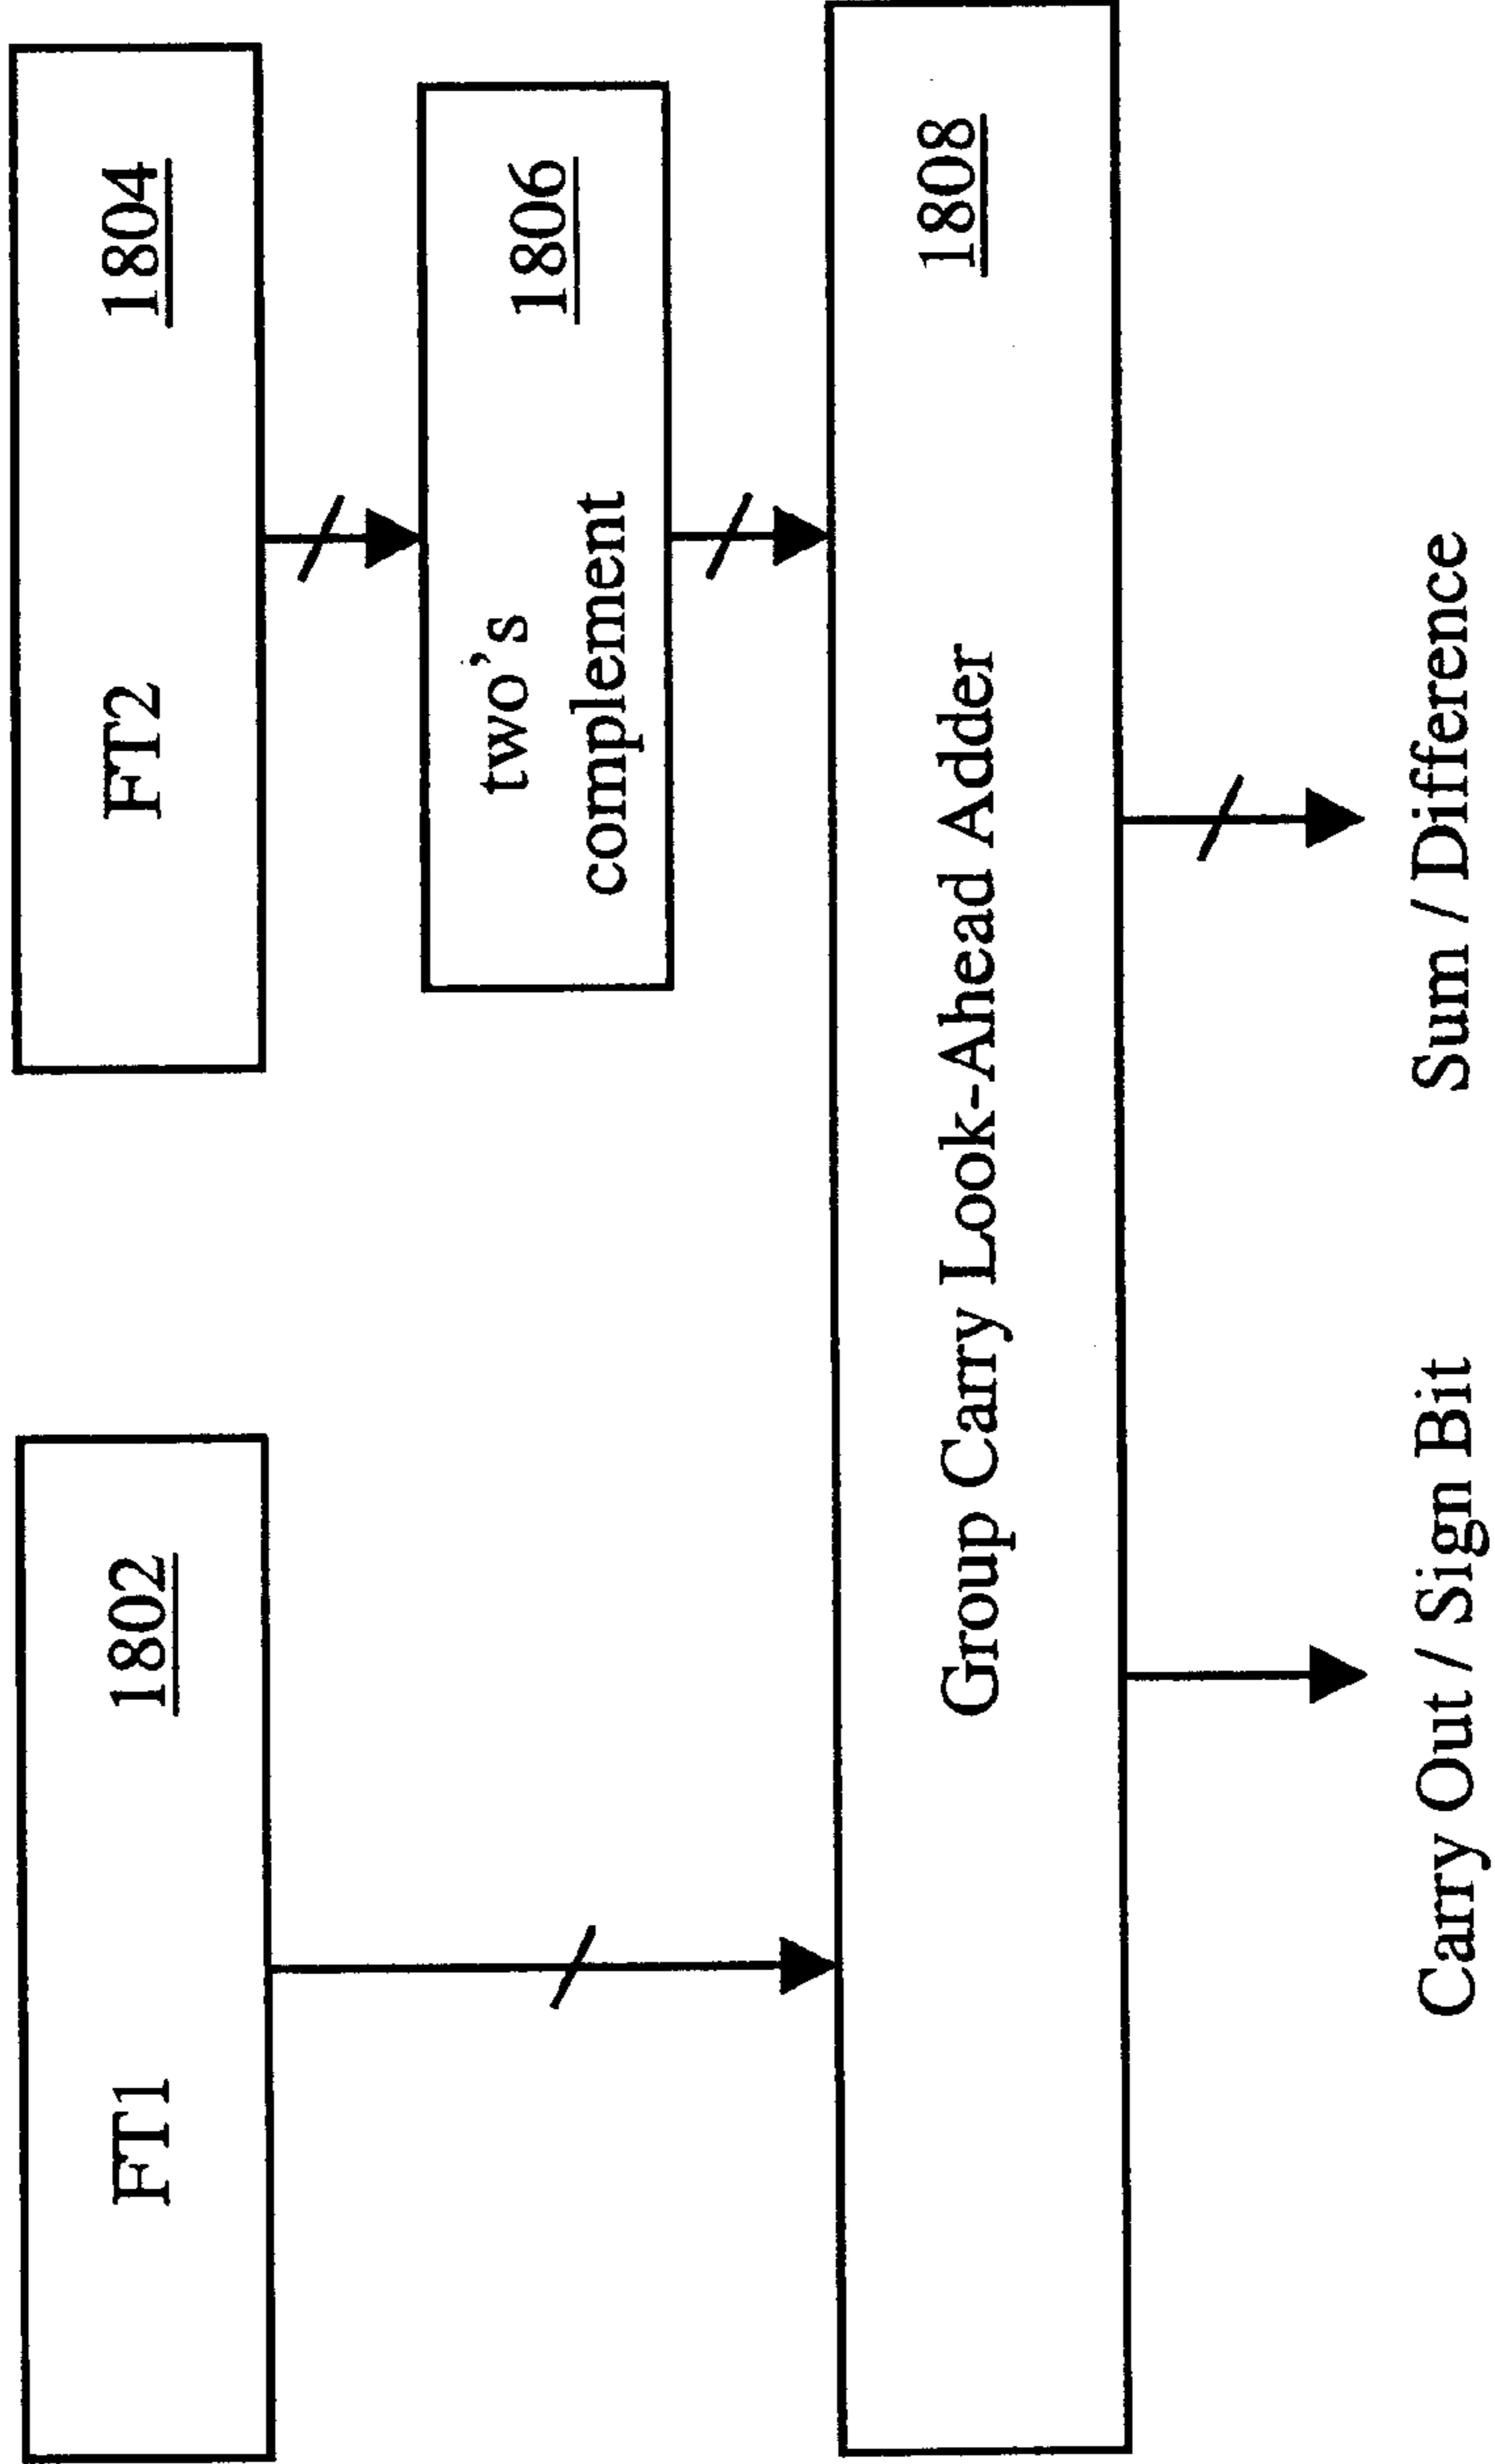 FT1 1802
FT2 1804
two's 1806
complement
1808
Group Carry Look-Ahead Adder
Carry Out / Sign Bit
Sum / Difference